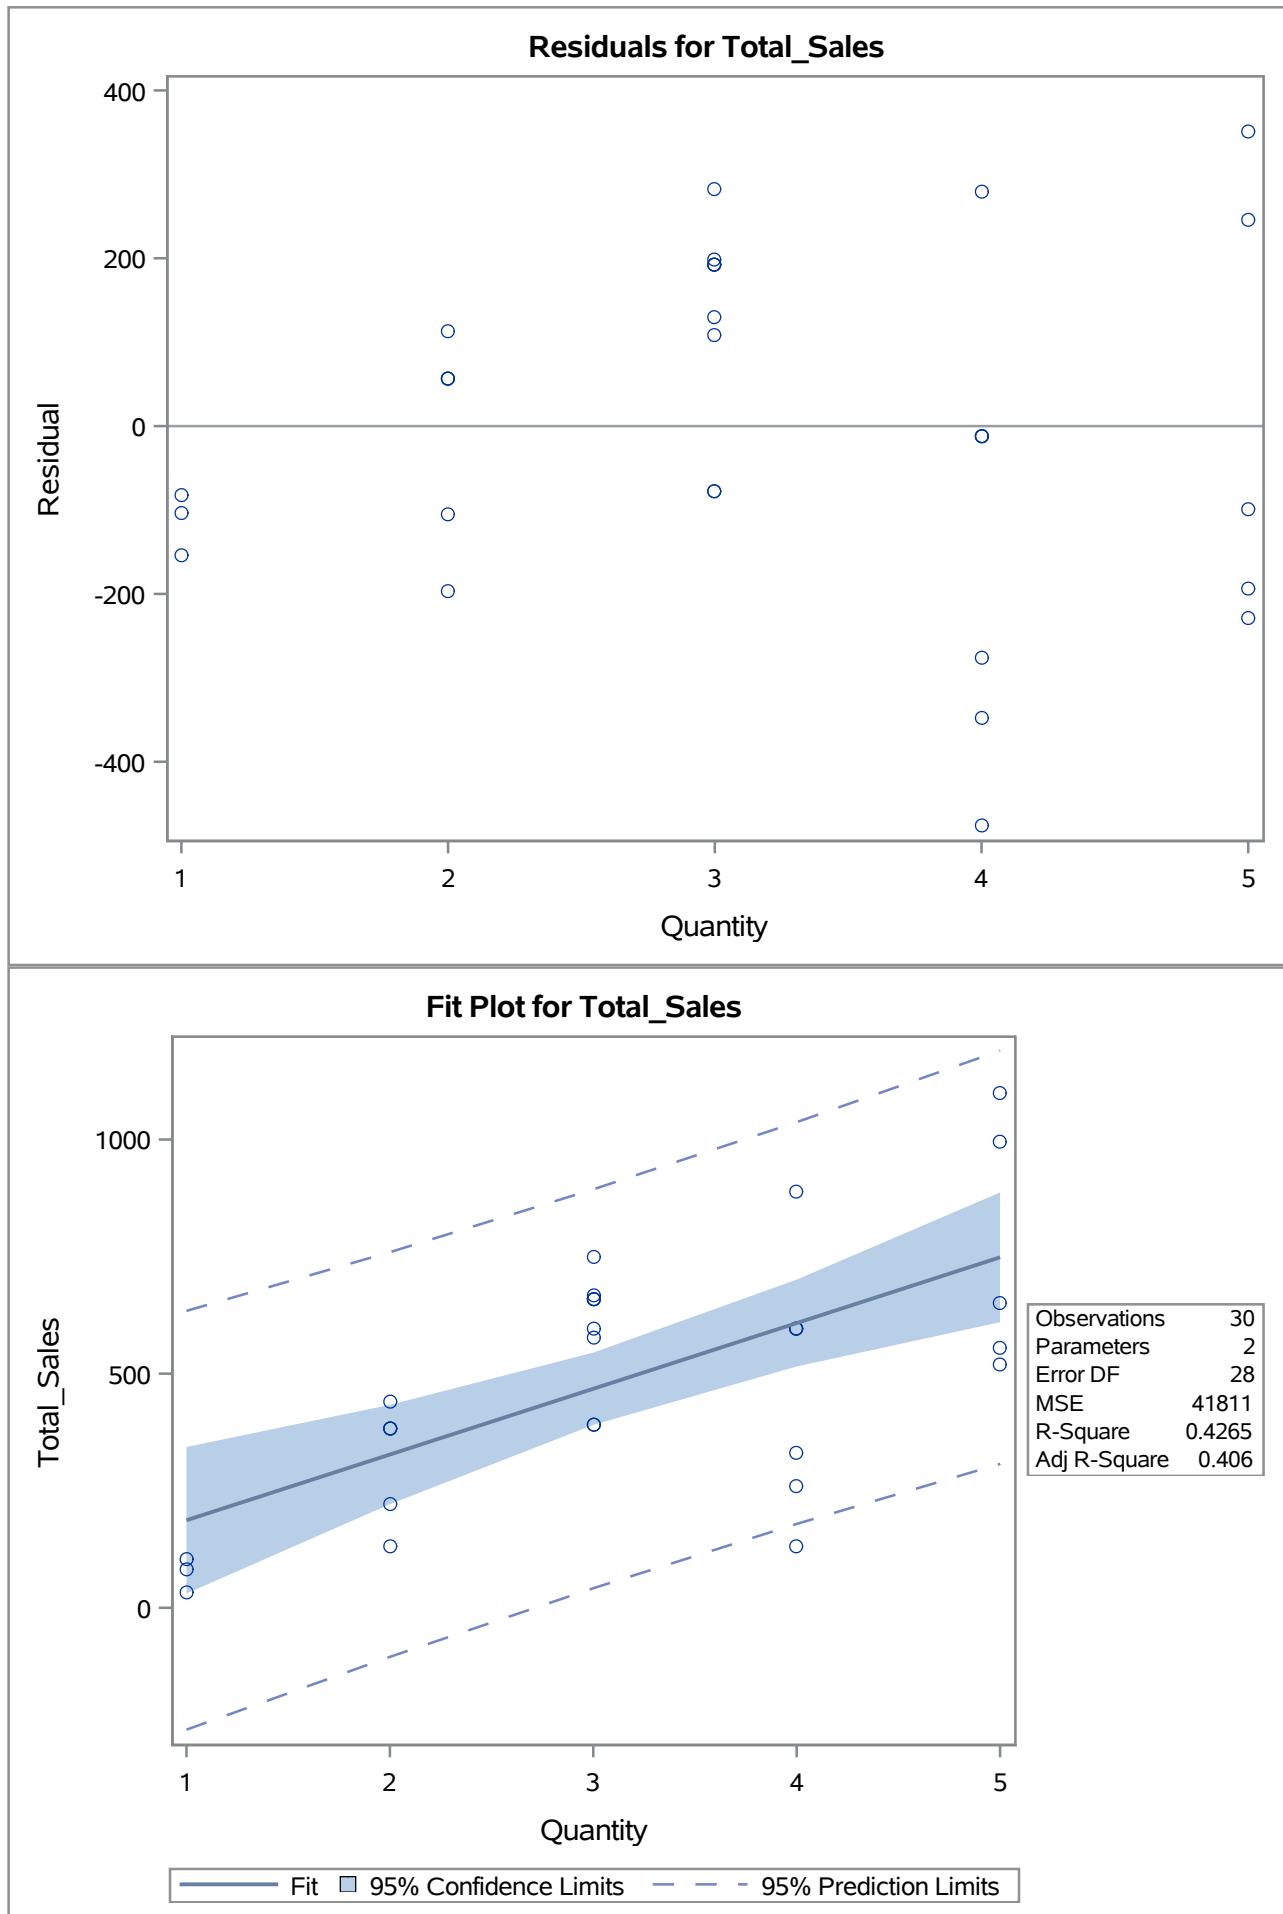 Residuals for Total_Sales
400
200
0
-200
-400
Residual
1 2 3 4 5
Quantity
Fit Plot for Total_Sales
1000
500
0
Total_Sales
1 2 3 4 5
Quantity
Observations 30
Parameters 2
Error DF 28
MSE 41811
R-Square 0.4265
Adj R-Square 0.406
Fit 95% Confidence Limits 95% Prediction Limits